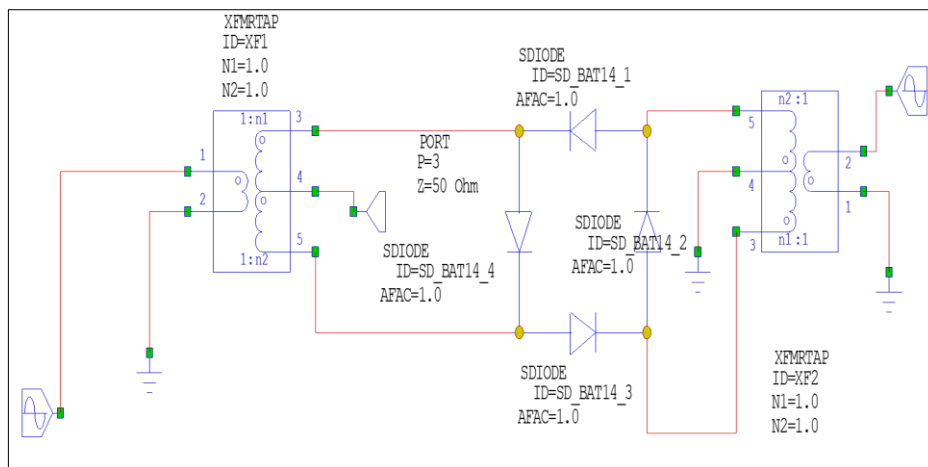 XFMRTAP
ID=XF1
N1=1.0
N2=1.0
1:n1
3
1
4
2
5
1:n2
PORT
P=3
Z=50 Ohm
SDIODE
ID=SD_BAT14_1
AFAC=1.0
SDIODE
ID=SD_BAT14_2
AFAC=1.0
SDIODE
ID=SD_BAT14_4
AFAC=1.0
SDIODE
ID=SD_BAT14_3
AFAC=1.0
n2:1
5
2
4
1
3
n1:1
XFMRTAP
ID=XF2
N1=1.0
N2=1.0